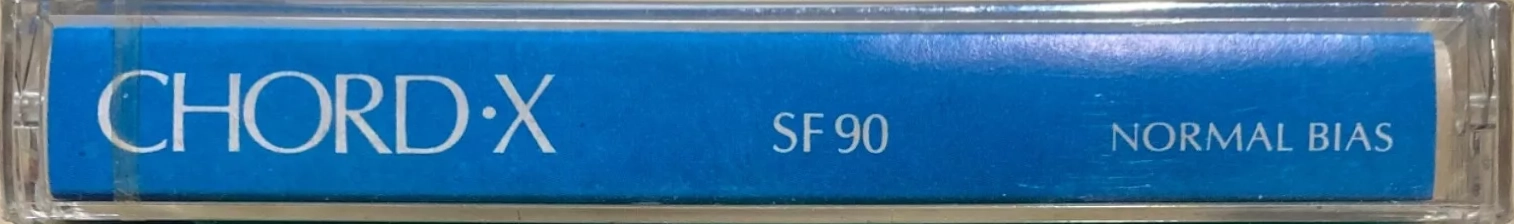 CHORD·X SF 90 NORMAL BIAS